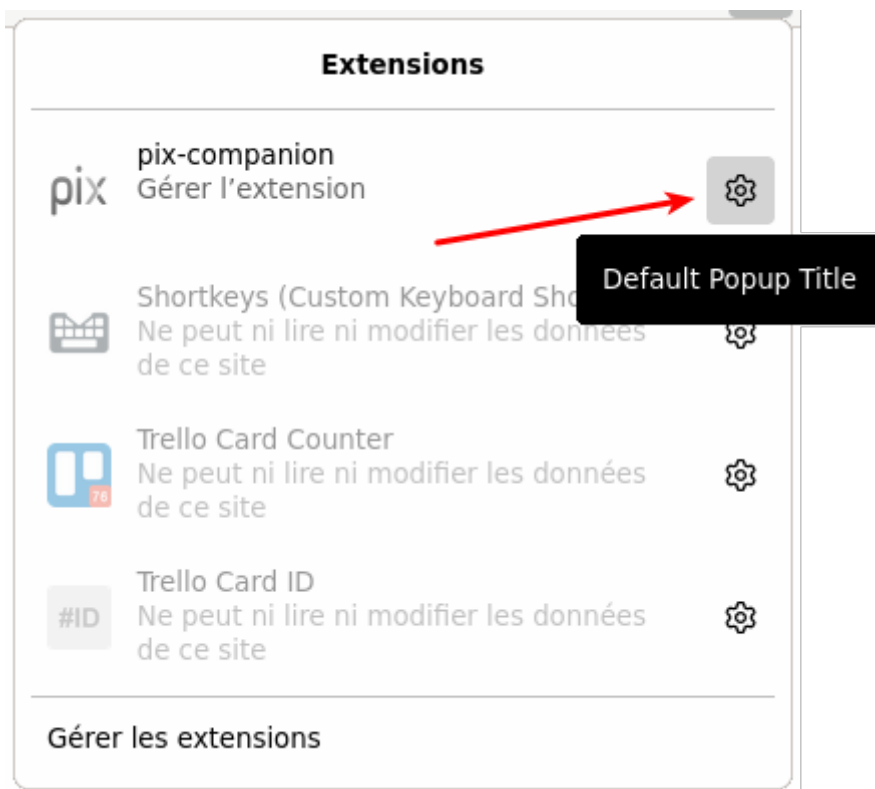 Extensions
pix
pix-companion
Gérer l’extension
Default Popup Title
Shortkeys (Custom Keyboard
Ne peut ni lire ni modifier les données
de ce site
76
Trello Card Counter
Ne peut ni lire ni modifier les données
de ce site
#ID
Trello Card ID
Ne peut ni lire ni modifier les données
de ce site
Gérer les extensions